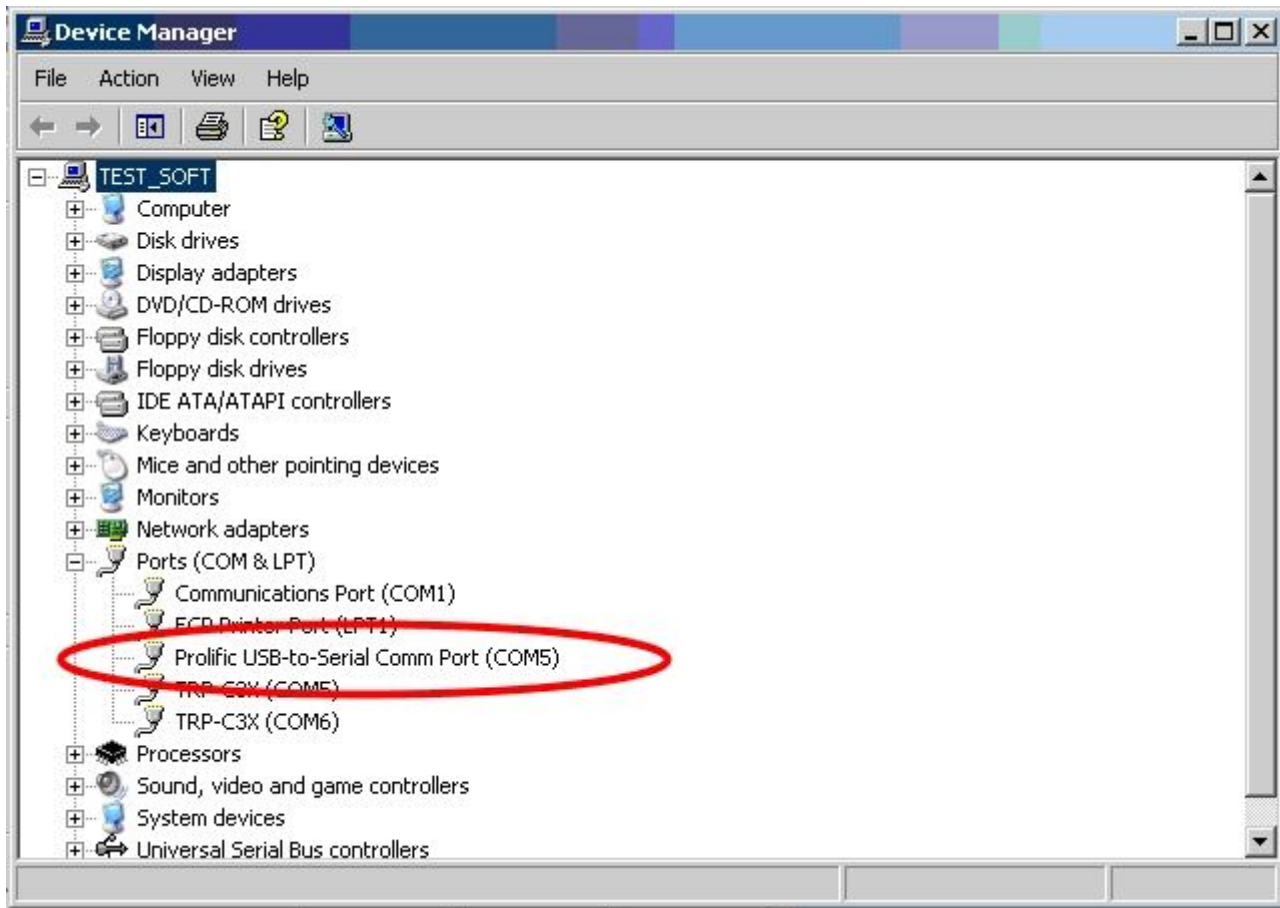 Device Manager
File Action View Help
TEST_SOFT
Computer
Disk drives
Display adapters
DVD/CD-ROM drives
Floppy disk controllers
Floppy disk drives
IDE ATA/ATAPI controllers
Keyboards
Mice and other pointing devices
Monitors
Network adapters
Ports (COM & LPT)
Communications Port (COM1)
ECP Printer Port (LPT1)
Prolific USB-to-Serial Comm Port (COM5)
TRP-C3X (COM5)
TRP-C3X (COM6)
Processors
Sound, video and game controllers
System devices
Universal Serial Bus controllers